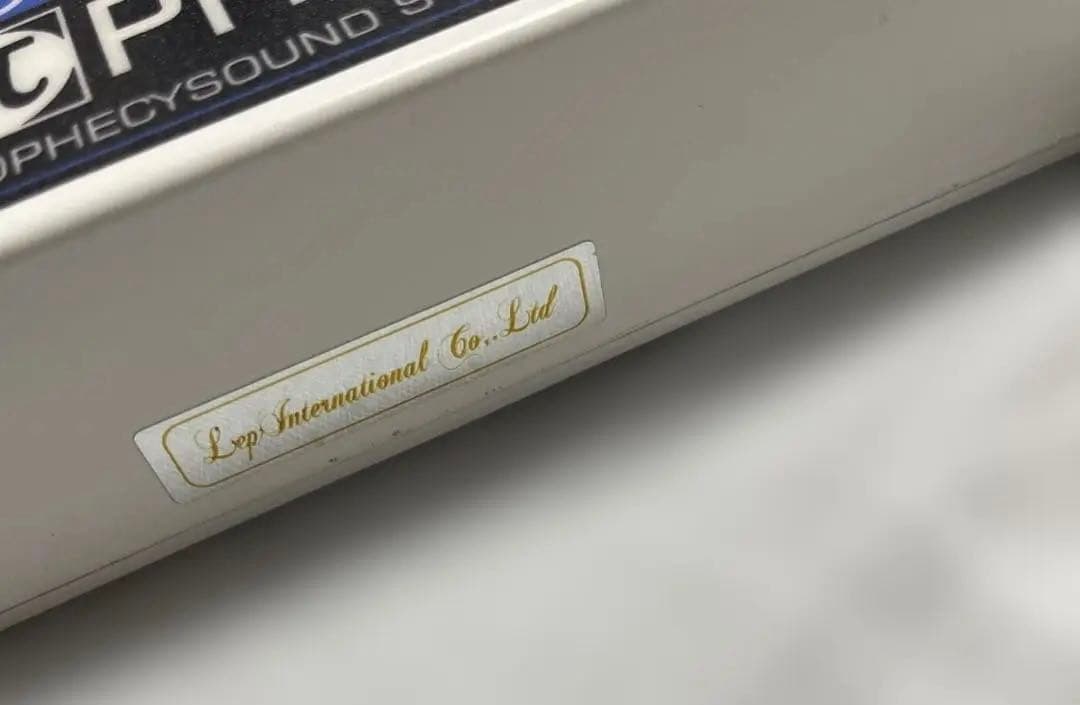 OPHECYSOUND S
Lep International Co,.Ltd